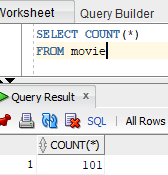 Worksheet Query Builder
SELECT COUNT(*)
FROM movie
Query Result ×
SQL | All Rows
COUNT(*)
1 101